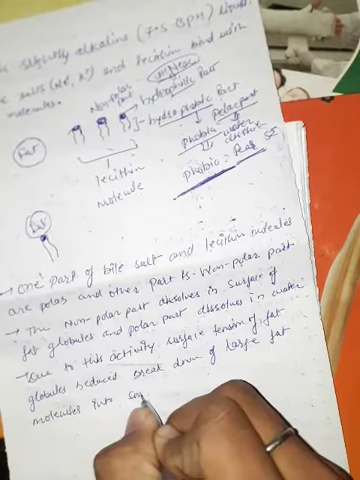 slightly alkaline (7.5 8PH)
salts (Na, K) and lecithin bind with
molecules.
Non-Polar Part
hydrophilic Part
hydrophobic Part
Polar Part
Phobia
water
Phobio - Fear
Fat
lecithin
Molecule
Fat
→ one Part of bile salt and lecithin molecules
are polar and other Part is Non-Polar Part
→ The Non-polar part dissolves in surface of
fat globules and polar part dissolves in water
→ Due to this activity surface tension of fat
globules reduced. Break down of large fat
molecules into sm